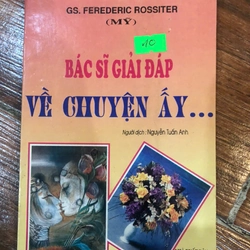 GS. FEREDERIC ROSSITER
(MỸ)
BÁC SĨ GIẢI ĐÁP
VỀ CHUYỆN ẤY...
Người dịch: Nguyễn Tuấn Anh